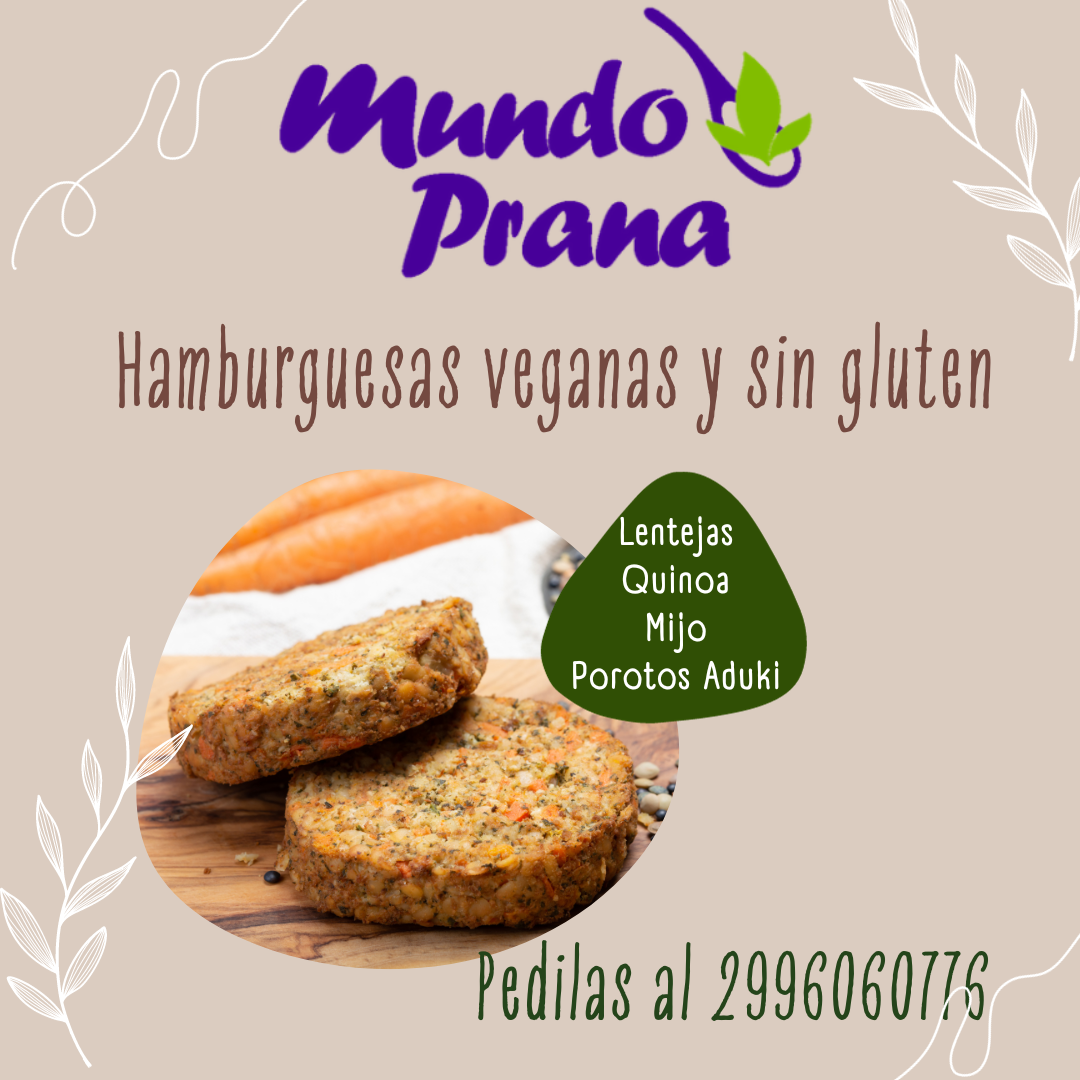 Mundo
Prana
Hamburguesas veganas y sin gluten
Lentejas
Quinoa
Mijo
Porotos Aduki
Pedilas al 2996060776